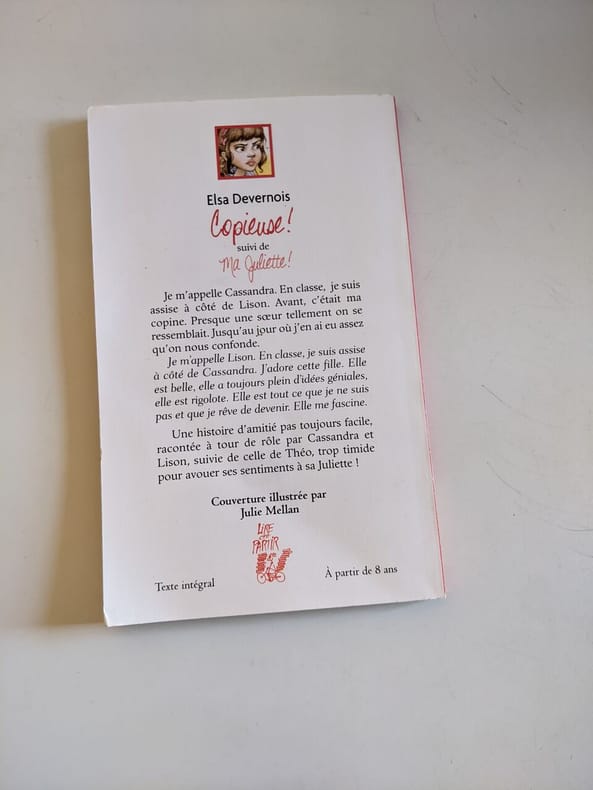 Elsa Devernois
Copieuse!
suivi de
Ma Juliette!
Je m'appelle Cassandra. En classe, je suis
assise à côté de Lison. Avant, c'était ma
copine. Presque une sœur tellement on se
ressemblait. Jusqu'au jour où j'en ai eu assez
qu'on nous confonde.
Je m'appelle Lison. En classe, je suis assise
à côté de Cassandra. J'adore cette fille. Elle
est belle, elle a toujours plein d'idées géniales,
elle est rigolote. Elle est tout ce que je ne suis
pas et que je rêve de devenir. Elle me fascine.
Une histoire d'amitié pas toujours facile,
racontée à tour de rôle par Cassandra et
Lison, suivie de celle de Théo, trop timide
pour avouer ses sentiments à sa Juliette !
Couverture illustrée par
Julie Mellan
LIRE
C'EST
PARTIR
Texte intégral
À partir de 8 ans